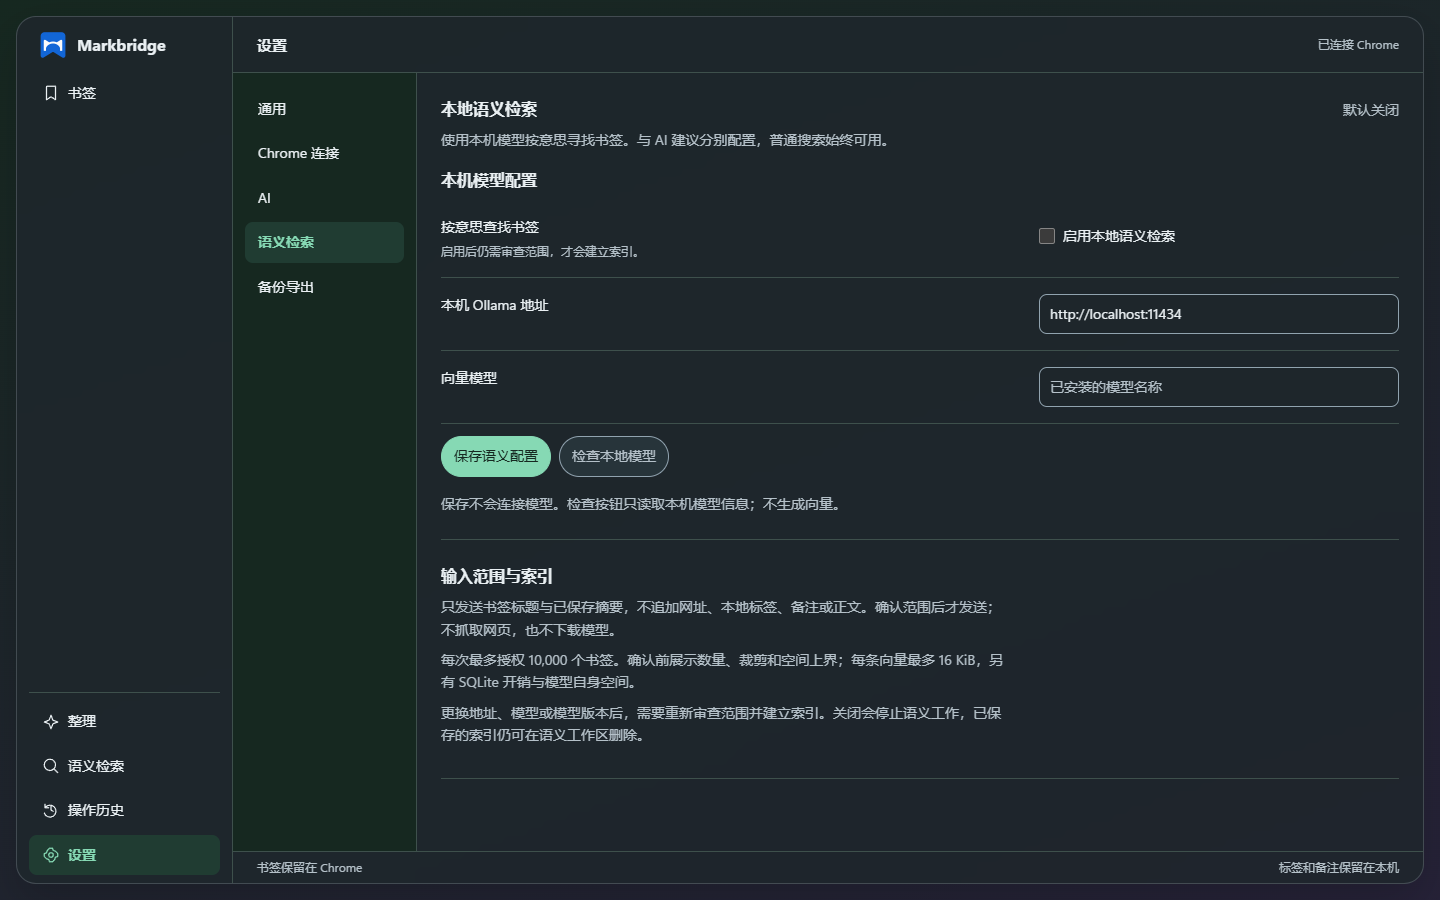 Markbridge
书签
整理
语义检索
操作历史
设置
设置
已连接 Chrome
通用
Chrome 连接
AI
语义检索
备份导出
本地语义检索
默认关闭
使用本机模型按意思寻找书签。与 AI 建议分别配置，普通搜索始终可用。
本机模型配置
按意思查找书签
启用后仍需审查范围，才会建立索引。
启用本地语义检索
本机 Ollama 地址
http://localhost:11434
向量模型
已安装的模型名称
保存语义配置
检查本地模型
保存不会连接模型。检查按钮只读取本机模型信息；不生成向量。
输入范围与索引
只发送书签标题与已保存摘要，不追加网址、本地标签、备注或正文。确认范围后才发送；
不抓取网页，也不下载模型。
每次最多授权 10,000 个书签。确认前展示数量、裁剪和空间上界；每条向量最多 16 KiB，另
有 SQLite 开销与模型自身空间。
更换地址、模型或模型版本后，需要重新审查范围并建立索引。关闭会停止语义工作，已保
存的索引仍可在语义工作区删除。
书签保留在 Chrome
标签和备注保留在本机